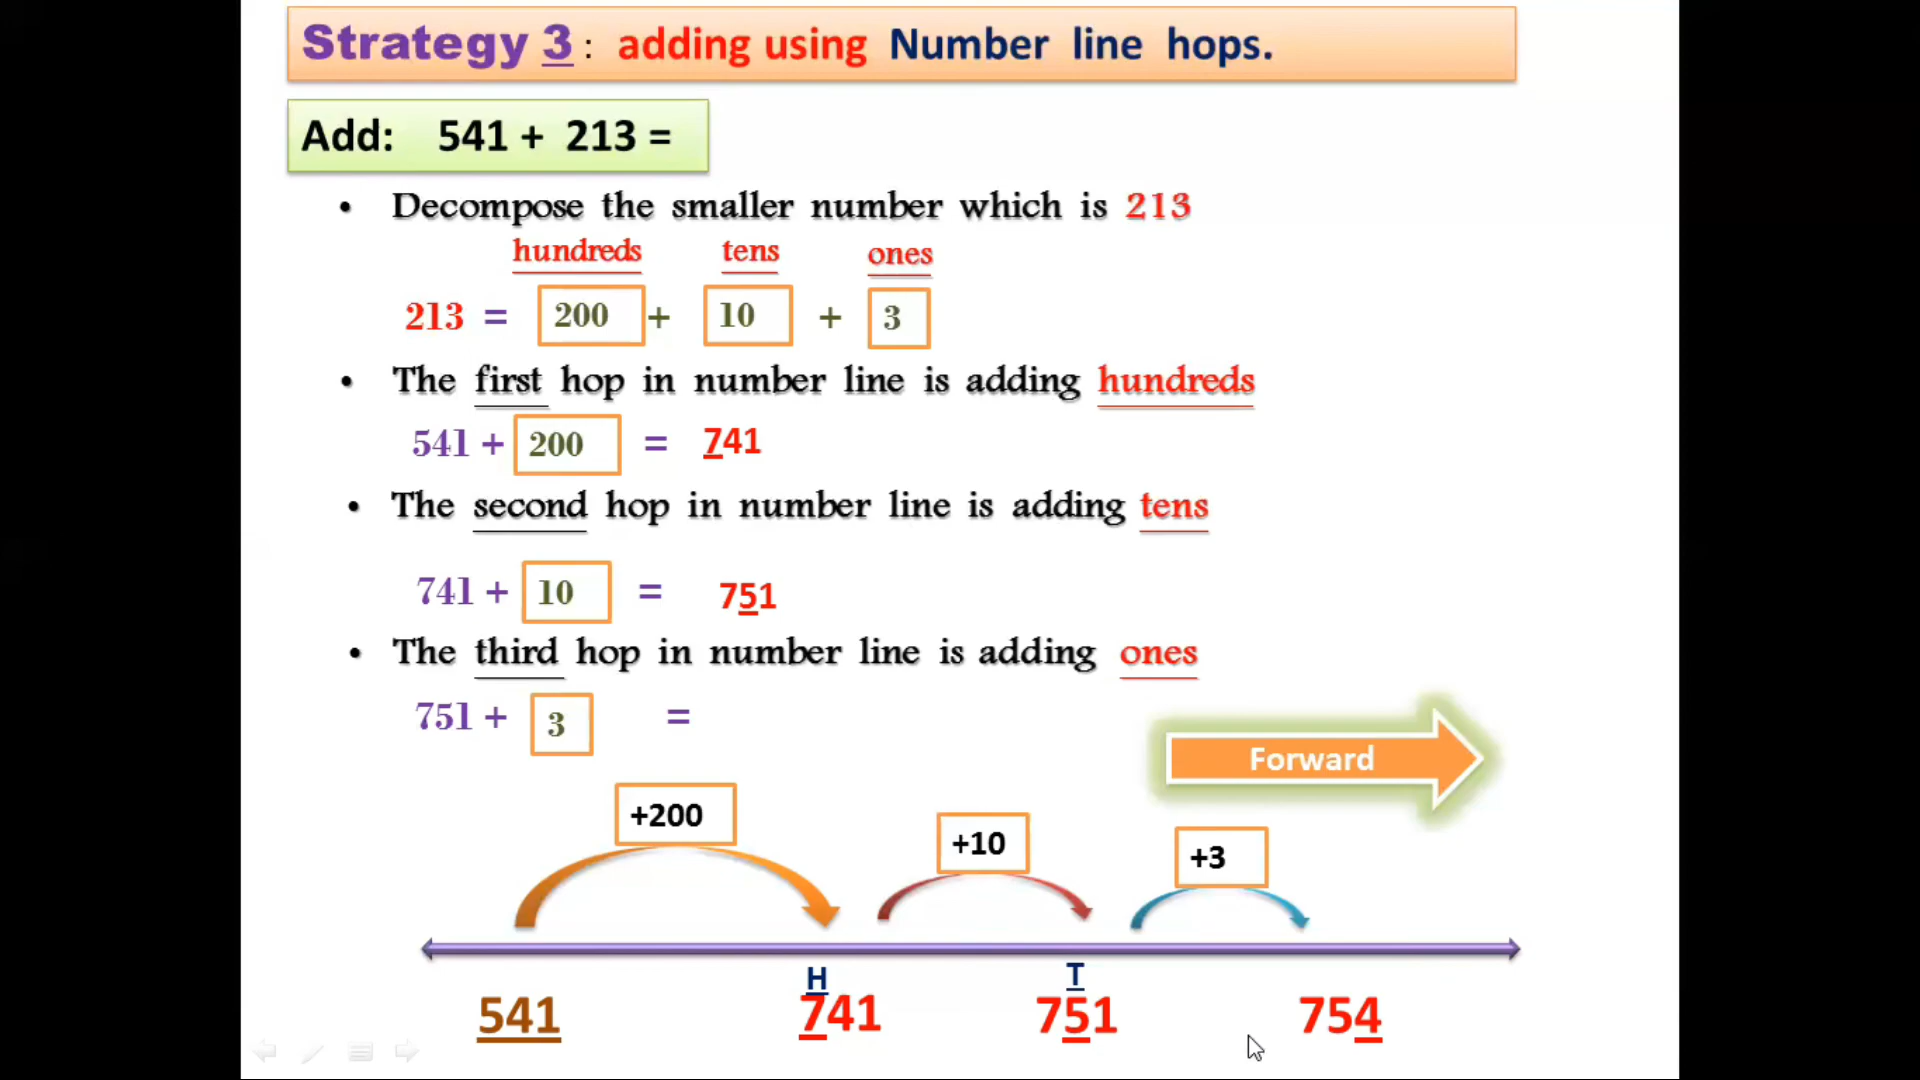 Strategy 3 : adding using Number line hops.
Add: 541 + 213 =
• Decompose the smaller number which is 213
hundreds tens ones
213 = 200 + 10 + 3
• The first hop in number line is adding hundreds
541 + 200 = 741
• The second hop in number line is adding tens
741 + 10 = 751
• The third hop in number line is adding ones
751 + 3 =
Forward
+200 +10 +3
H T
541 741 751 754